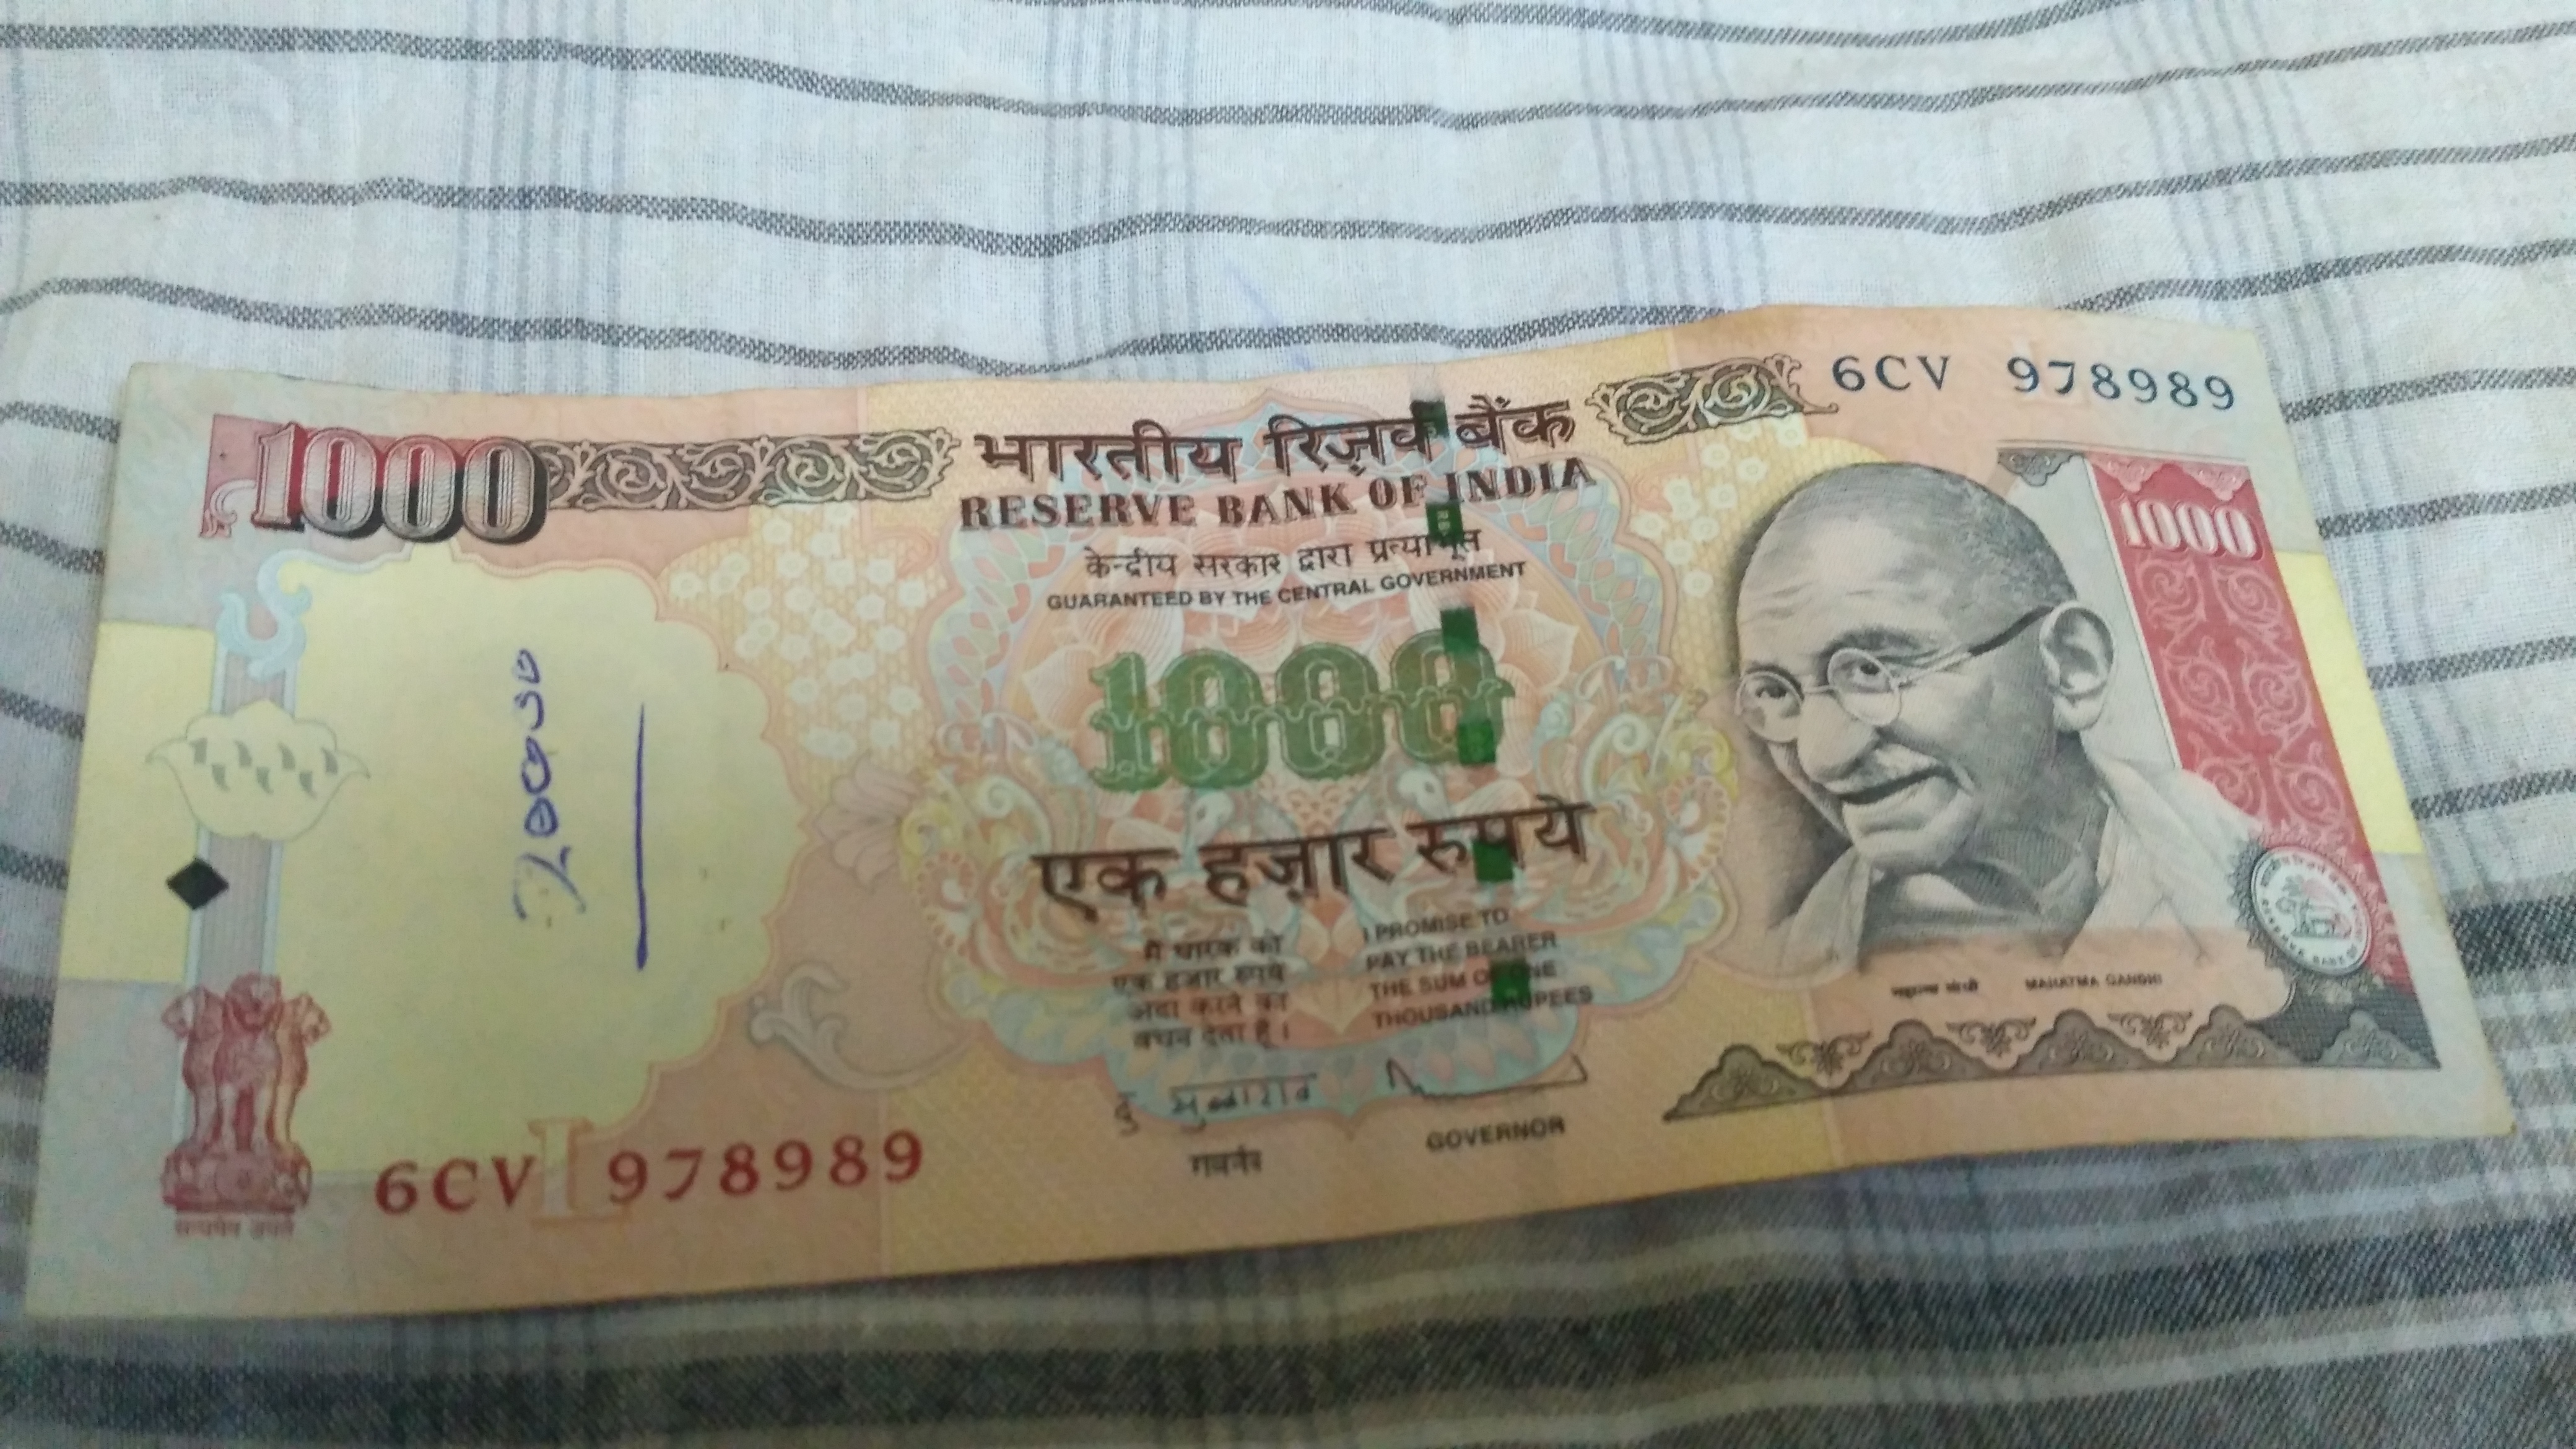 6CV 978989
1000
भारतीय रिज़र्व बैंक
RESERVE BANK OF INDIA
1000
केन्द्रीय सरकार द्वारा प्रत्याभूत
GUARANTEED BY THE CENTRAL GOVERNMENT
1000
एक हज़ार रुपये
मैं धारक को
एक हज़ार रुपये
अदा करने का
वचन देता हूँ।
I PROMISE TO
PAY THE BEARER
THE SUM OF ONE
THOUSAND RUPEES
महात्मा गांधी MAHATMA GANDHI
गवर्नर
GOVERNOR
L
6CV 978989
सत्यमेव जयते